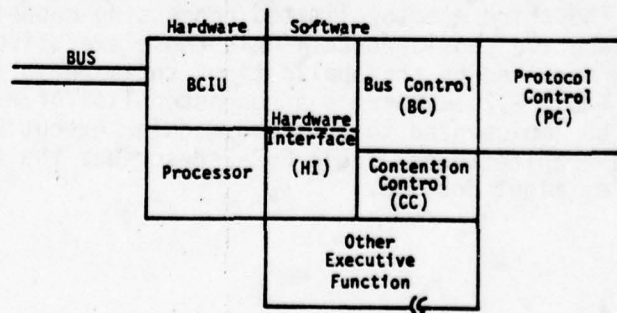 Hardware Software
BUS
BCIU
Processor
Hardware
Interface
(HI)
Bus Control
(BC)
Protocol
Control
(PC)
Contention
Control
(CC)
Other
Executive
Function